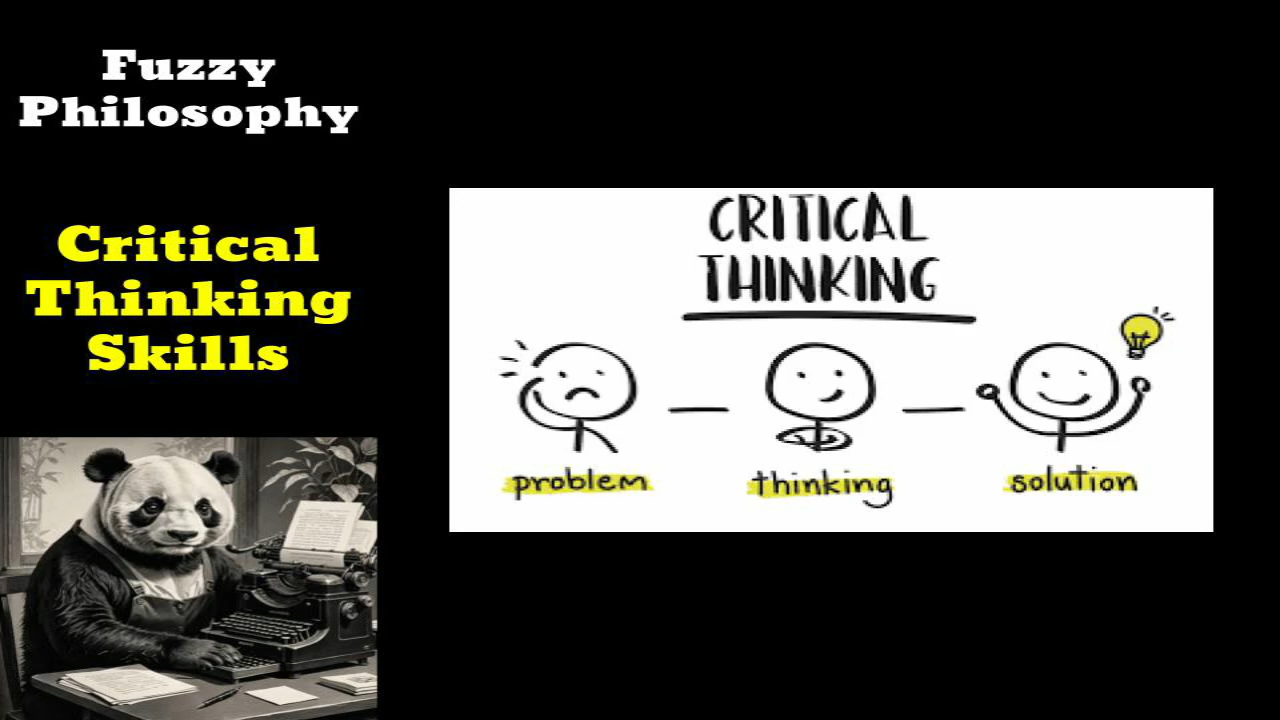 Fuzzy
Philosophy
Critical
Thinking
Skills
CRITICAL
THINKING
problem
thinking
solution